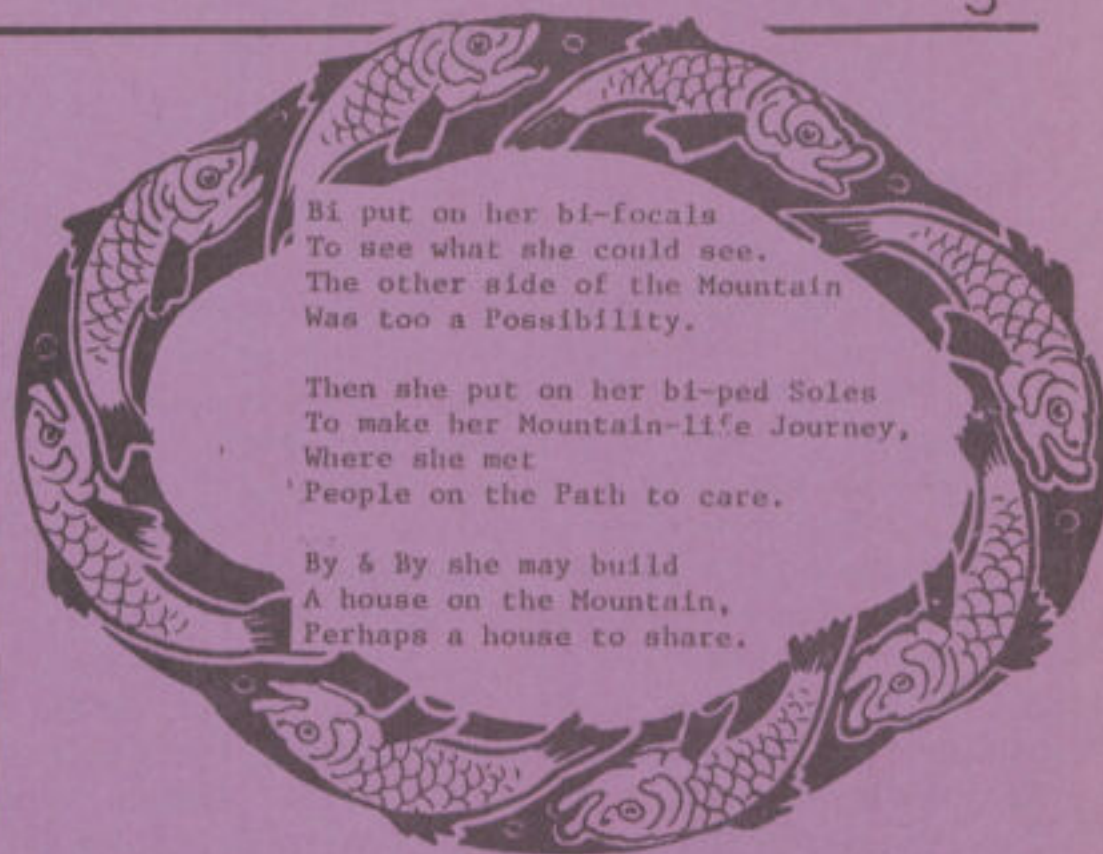 Bi put on her bi-focals
To see what she could see.
The other side of the Mountain
Was too a Possibility.

Then she put on her bi-ped Soles
To make her Mountain-life Journey,
Where she met
People on the Path to care.

By & By she may build
A house on the Mountain,
Perhaps a house to share.